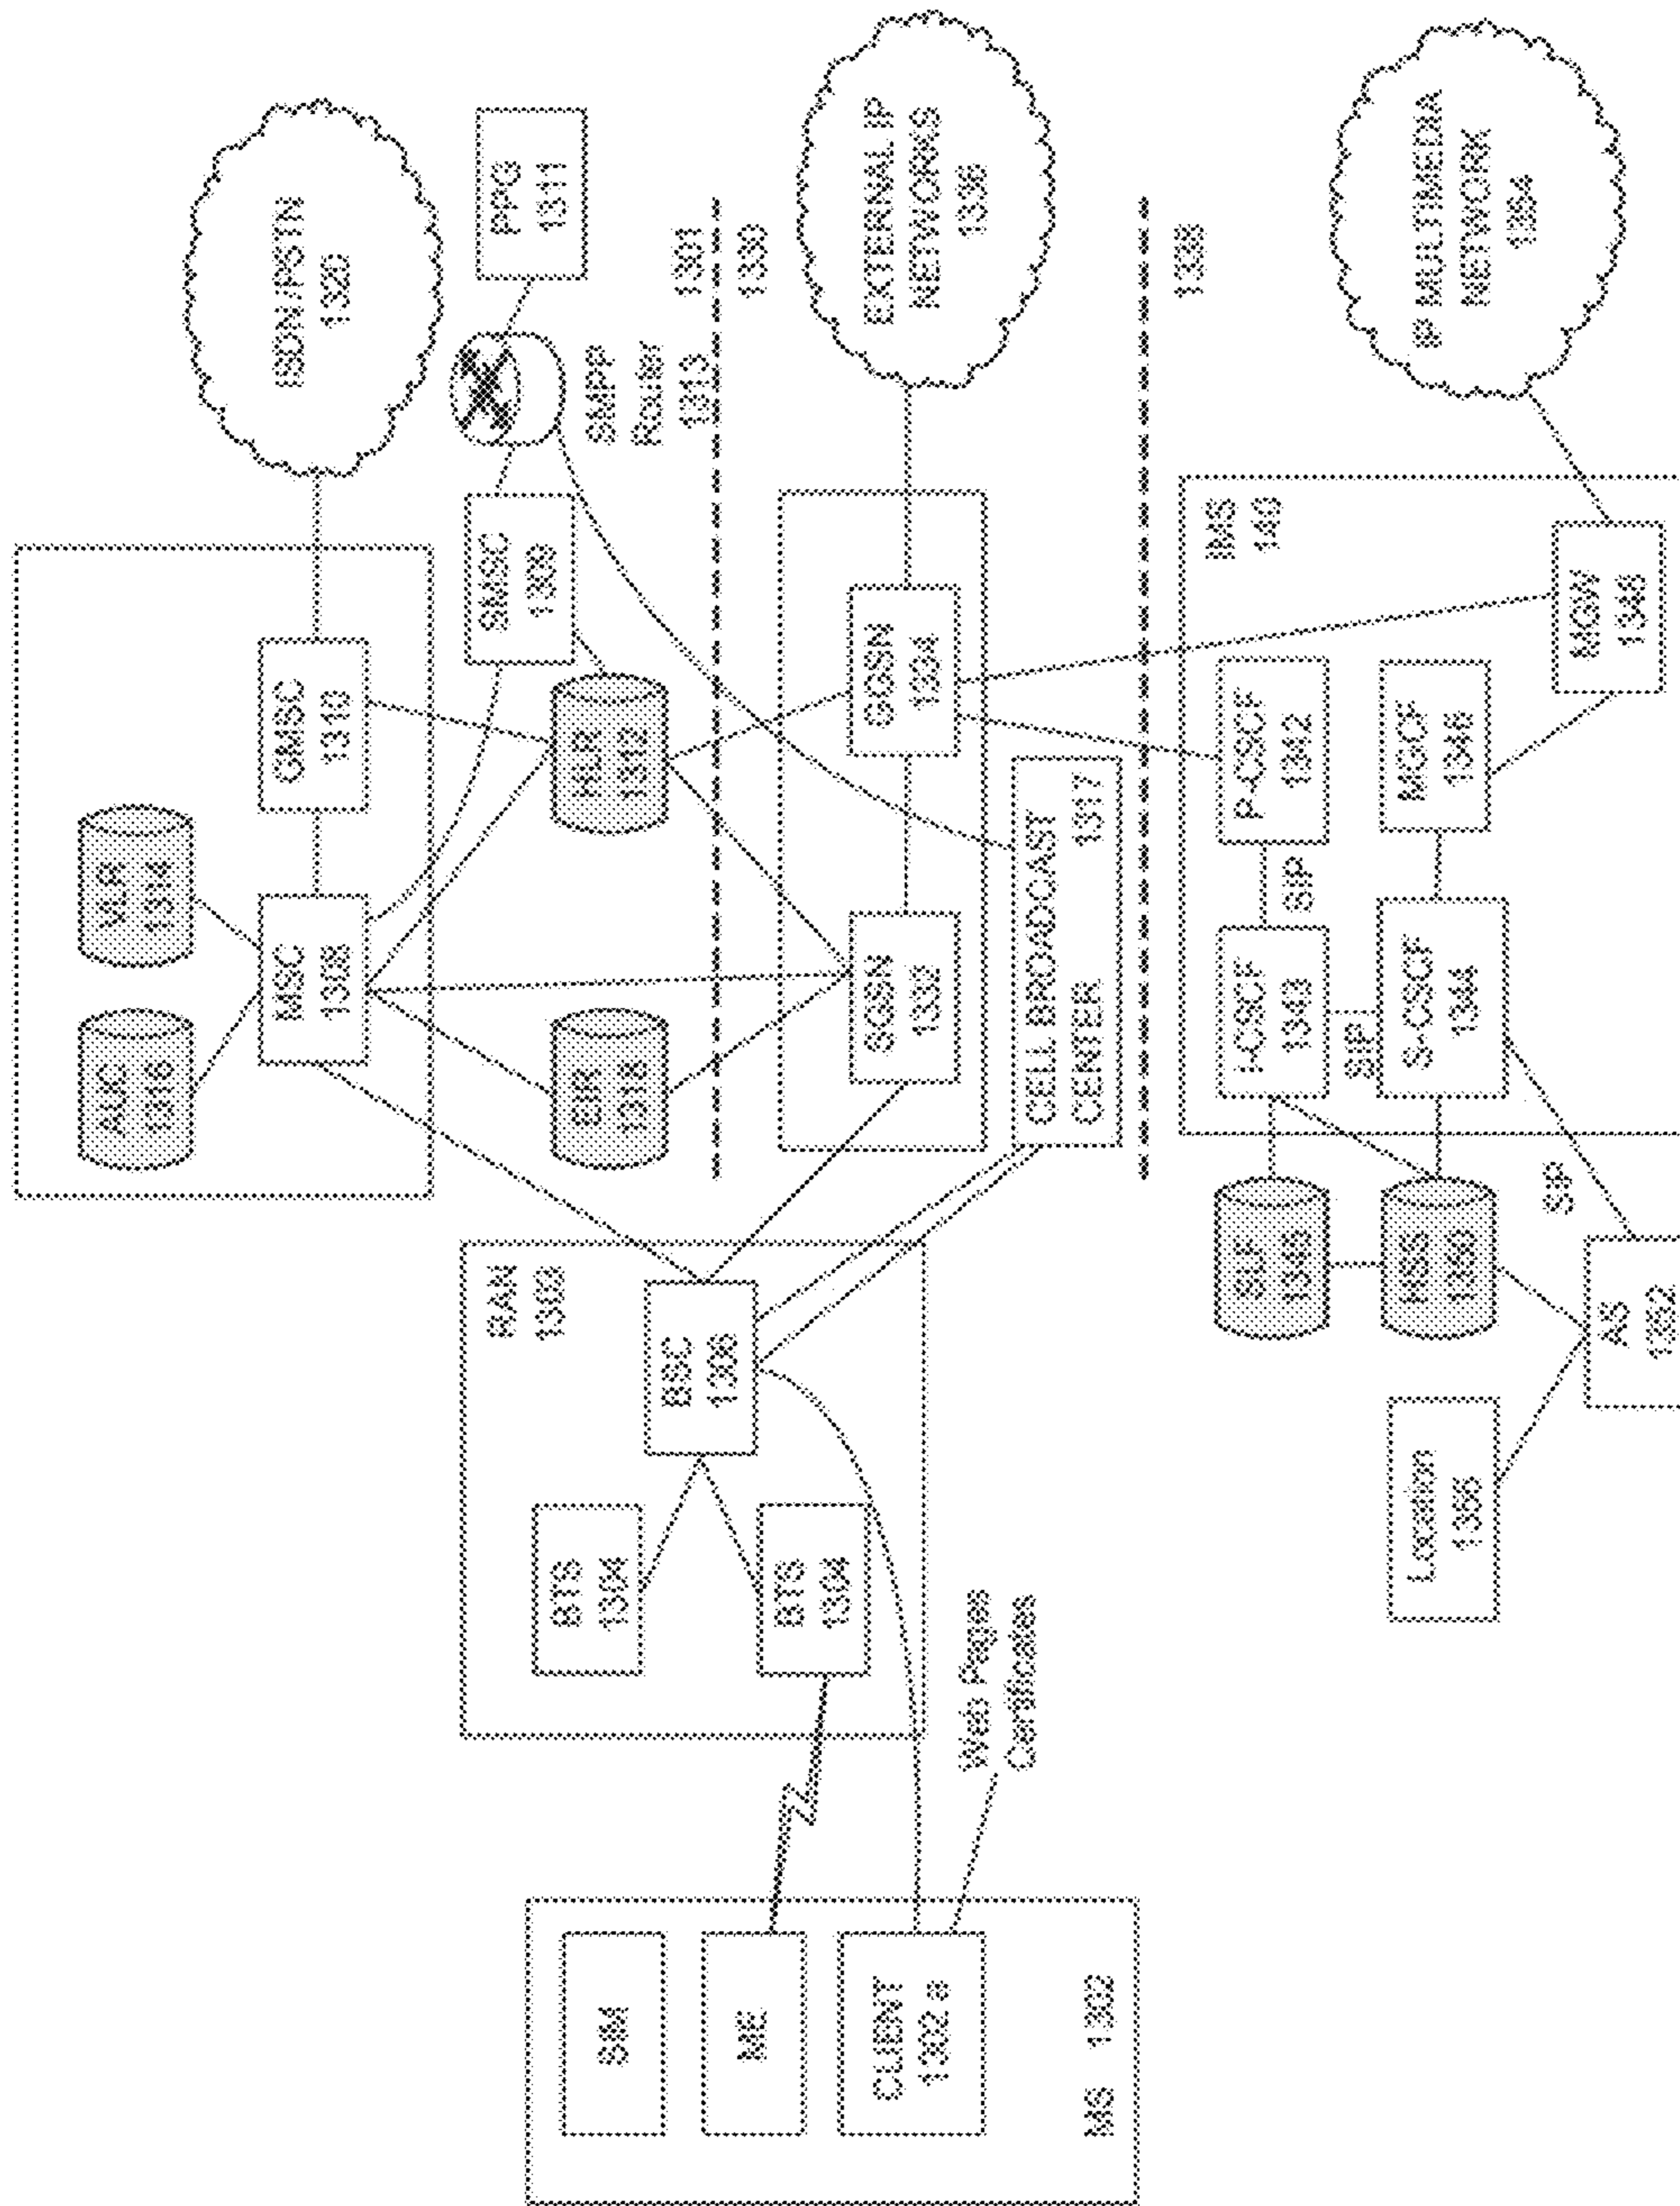 ISDN/PSTN
1320
PPG
1311
SMPP
Router
1313
1301
1330
EXTERNAL IP
NETWORKS
1336
1338
IP MULTIMEDIA
NETWORK
1354
GMSC
1310
SMSC
1309
VLR
1314
HLR
1312
AUC
1316
MSC
1308
EIR
1318
GGSN
1334
SGSN
1332
CELL BROADCAST
CENTER 1317
IMS
140
MGW
1348
P-CSCF
1342
MGCF
1346
SIP
I-CSCF
1343
SIP
S-CSCF
1344
SIP
RAN
1303
BSC
1306
BTS
1304
BTS
1304
SLF
HSS
1350
AS
1352
Location
1356
Web Pages
Certificates
SIM
ME
CLIENT
1302 a
MS 1302